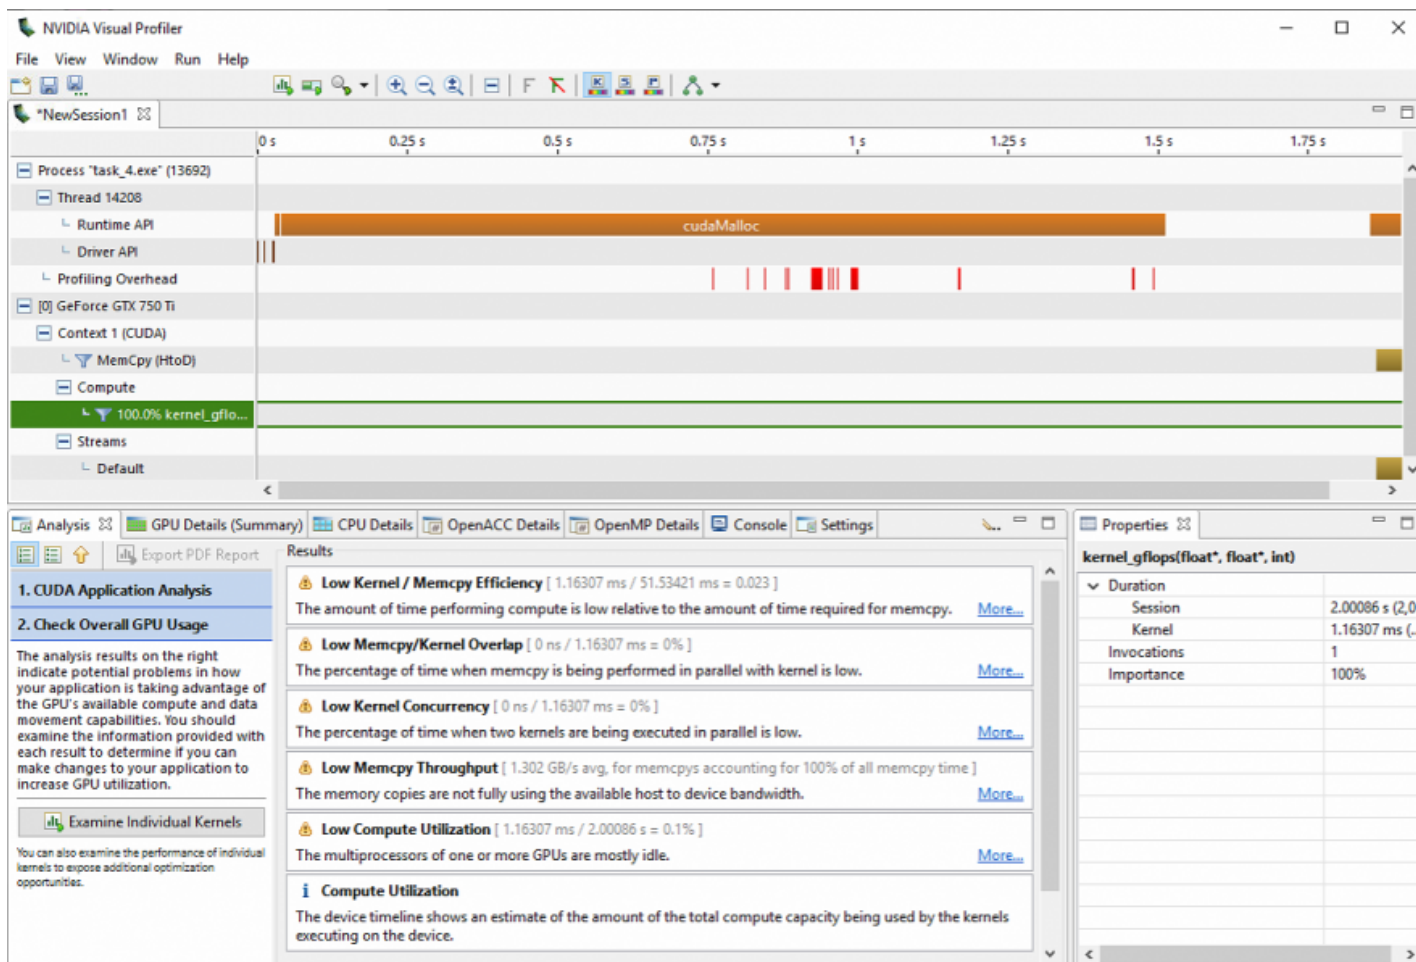 NVIDIA Visual Profiler
File View Window Run Help
*NewSession1
0 s 0.25 s 0.5 s 0.75 s 1 s 1.25 s 1.5 s 1.75 s
Process "task_4.exe" (13692)
Thread 14208
Runtime API cudaMalloc
Driver API
Profiling Overhead
[0] GeForce GTX 750 Ti
Context 1 (CUDA)
MemCpy (HtoD)
Compute
100.0% kernel_gflo...
Streams
Default
Analysis GPU Details (Summary) CPU Details OpenACC Details OpenMP Details Console Settings
Export PDF Report
1. CUDA Application Analysis
2. Check Overall GPU Usage
The analysis results on the right
indicate potential problems in how
your application is taking advantage of
the GPU's available compute and data
movement capabilities. You should
examine the information provided with
each result to determine if you can
make changes to your application to
increase GPU utilization.
Examine Individual Kernels
You can also examine the performance of individual
kernels to expose additional optimization
opportunities.
Results
Low Kernel / Memcpy Efficiency [ 1.16307 ms / 51.53421 ms = 0.023 ]
The amount of time performing compute is low relative to the amount of time required for memcpy. More...
Low Memcpy/Kernel Overlap [ 0 ns / 1.16307 ms = 0% ]
The percentage of time when memcpy is being performed in parallel with kernel is low. More...
Low Kernel Concurrency [ 0 ns / 1.16307 ms = 0% ]
The percentage of time when two kernels are being executed in parallel is low. More...
Low Memcpy Throughput [ 1.302 GB/s avg, for memcpys accounting for 100% of all memcpy time ]
The memory copies are not fully using the available host to device bandwidth. More...
Low Compute Utilization [ 1.16307 ms / 2.00086 s = 0.1% ]
The multiprocessors of one or more GPUs are mostly idle. More...
i Compute Utilization
The device timeline shows an estimate of the amount of the total compute capacity being used by the kernels
executing on the device.
Properties
kernel_gflops(float*, float*, int)
Duration
Session 2.00086 s (2,0
Kernel 1.16307 ms (..
Invocations 1
Importance 100%